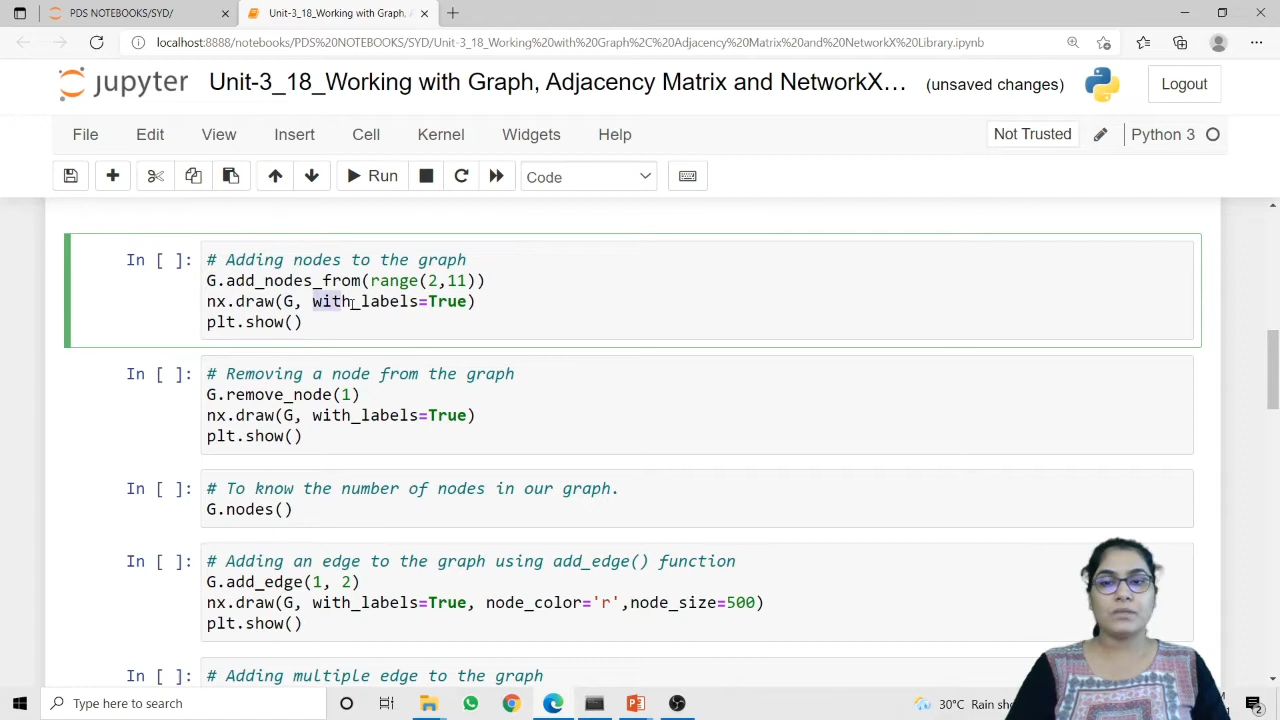 PDS NOTEBOOKS/SYD/
Unit-3_18_Working with Graph, A
localhost:8888/notebooks/PDS%20NOTEBOOKS/SYD/Unit-3_18_Working%20with%20Graph%2C%20Adjacency%20Matrix%20and%20NetworkX%20Library.ipynb
jupyter Unit-3_18_Working with Graph, Adjacency Matrix and NetworkX... (unsaved changes) Logout
File Edit View Insert Cell Kernel Widgets Help Not Trusted Python 3
Run Code
In [ ]: # Adding nodes to the graph
G.add_nodes_from(range(2,11))
nx.draw(G, with_labels=True)
plt.show()
In [ ]: # Removing a node from the graph
G.remove_node(1)
nx.draw(G, with_labels=True)
plt.show()
In [ ]: # To know the number of nodes in our graph.
G.nodes()
In [ ]: # Adding an edge to the graph using add_edge() function
G.add_edge(1, 2)
nx.draw(G, with_labels=True, node_color='r',node_size=500)
plt.show()
In [ ]: # Adding multiple edge to the graph
Type here to search
30°C Rain
2